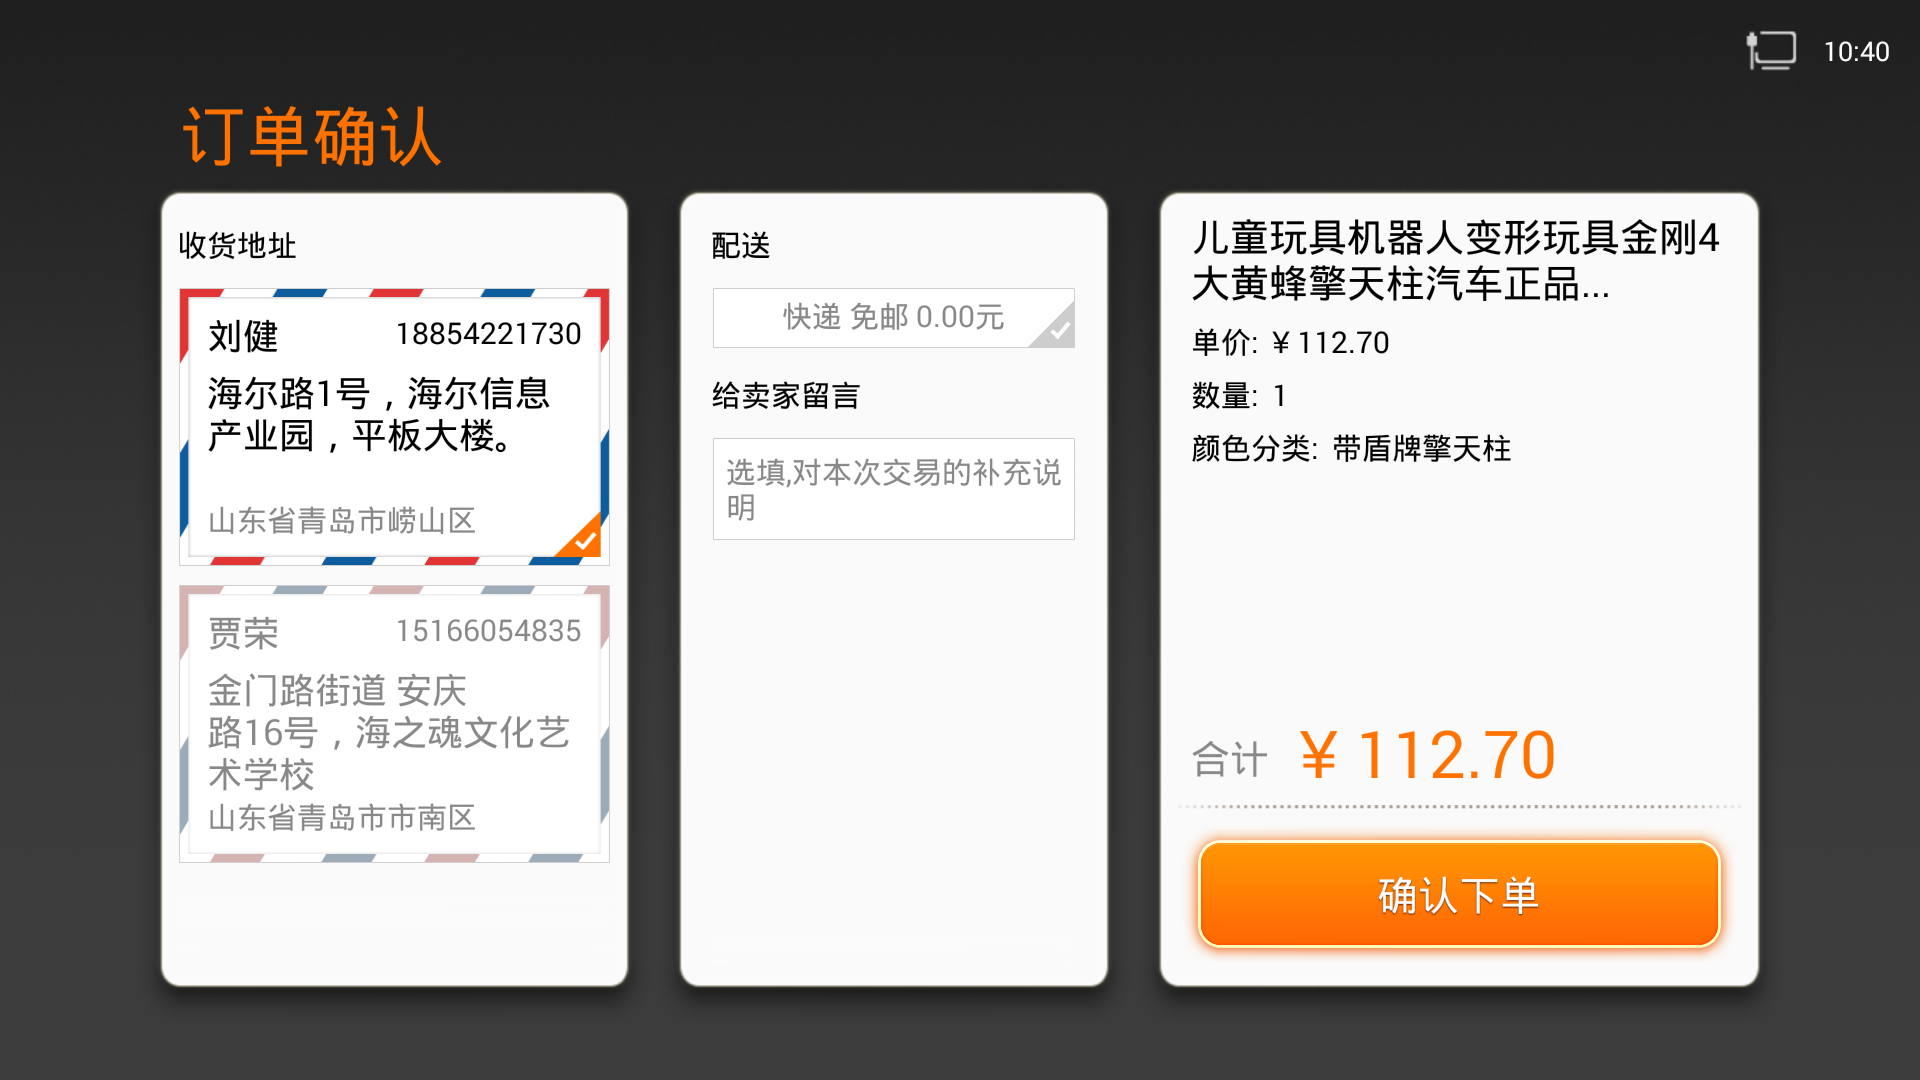 10:40
订单确认
收货地址
刘健 18854221730
海尔路1号，海尔信息
产业园，平板大楼。
山东省青岛市崂山区
贾荣 15166054835
金门路街道 安庆
路16号，海之魂文化艺
术学校
山东省青岛市市南区
配送
快递 免邮 0.00元
给卖家留言
选填,对本次交易的补充说
明
儿童玩具机器人变形玩具金刚4
大黄蜂擎天柱汽车正品...
单价: ¥ 112.70
数量: 1
颜色分类: 带盾牌擎天柱
合计 ¥ 112.70
确认下单